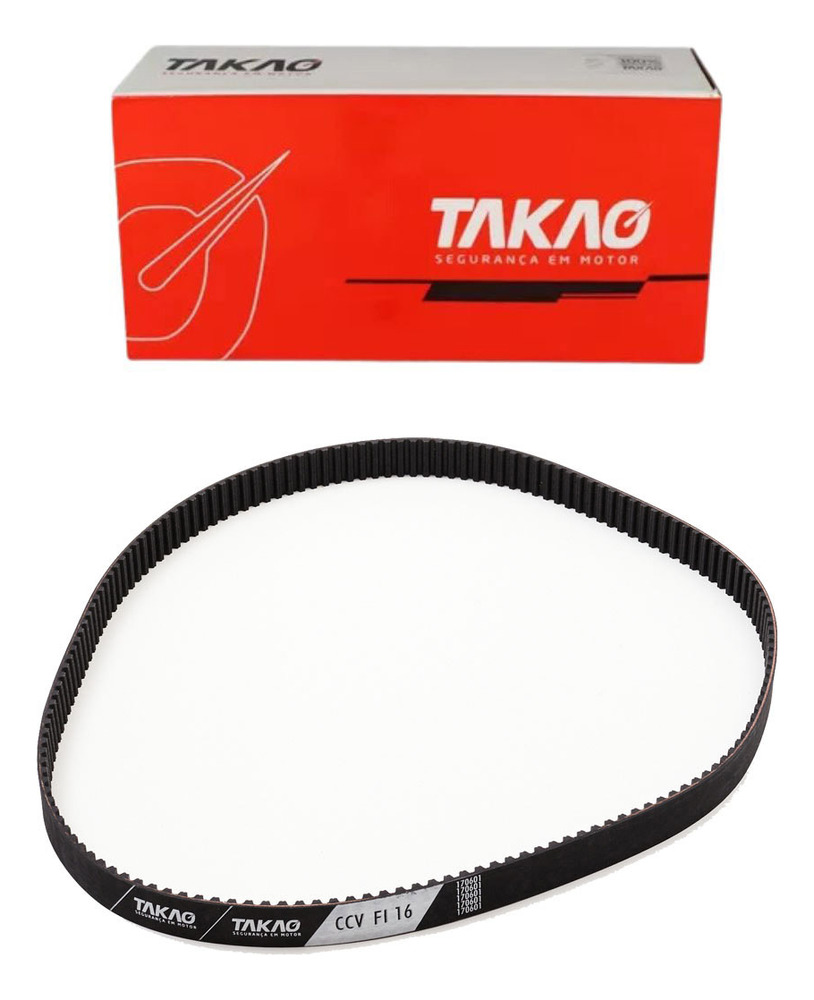 TAKAO
SEGURANÇA EM MOTOR
100%
TAKAO
TAKAO
SEGURANÇA EM MOTOR
TAKAO
SEGURANÇA EM MOTOR
TAKAO
SEGURANÇA EM MOTOR
CCV FI 16
170601
170601
170601
170601
170601